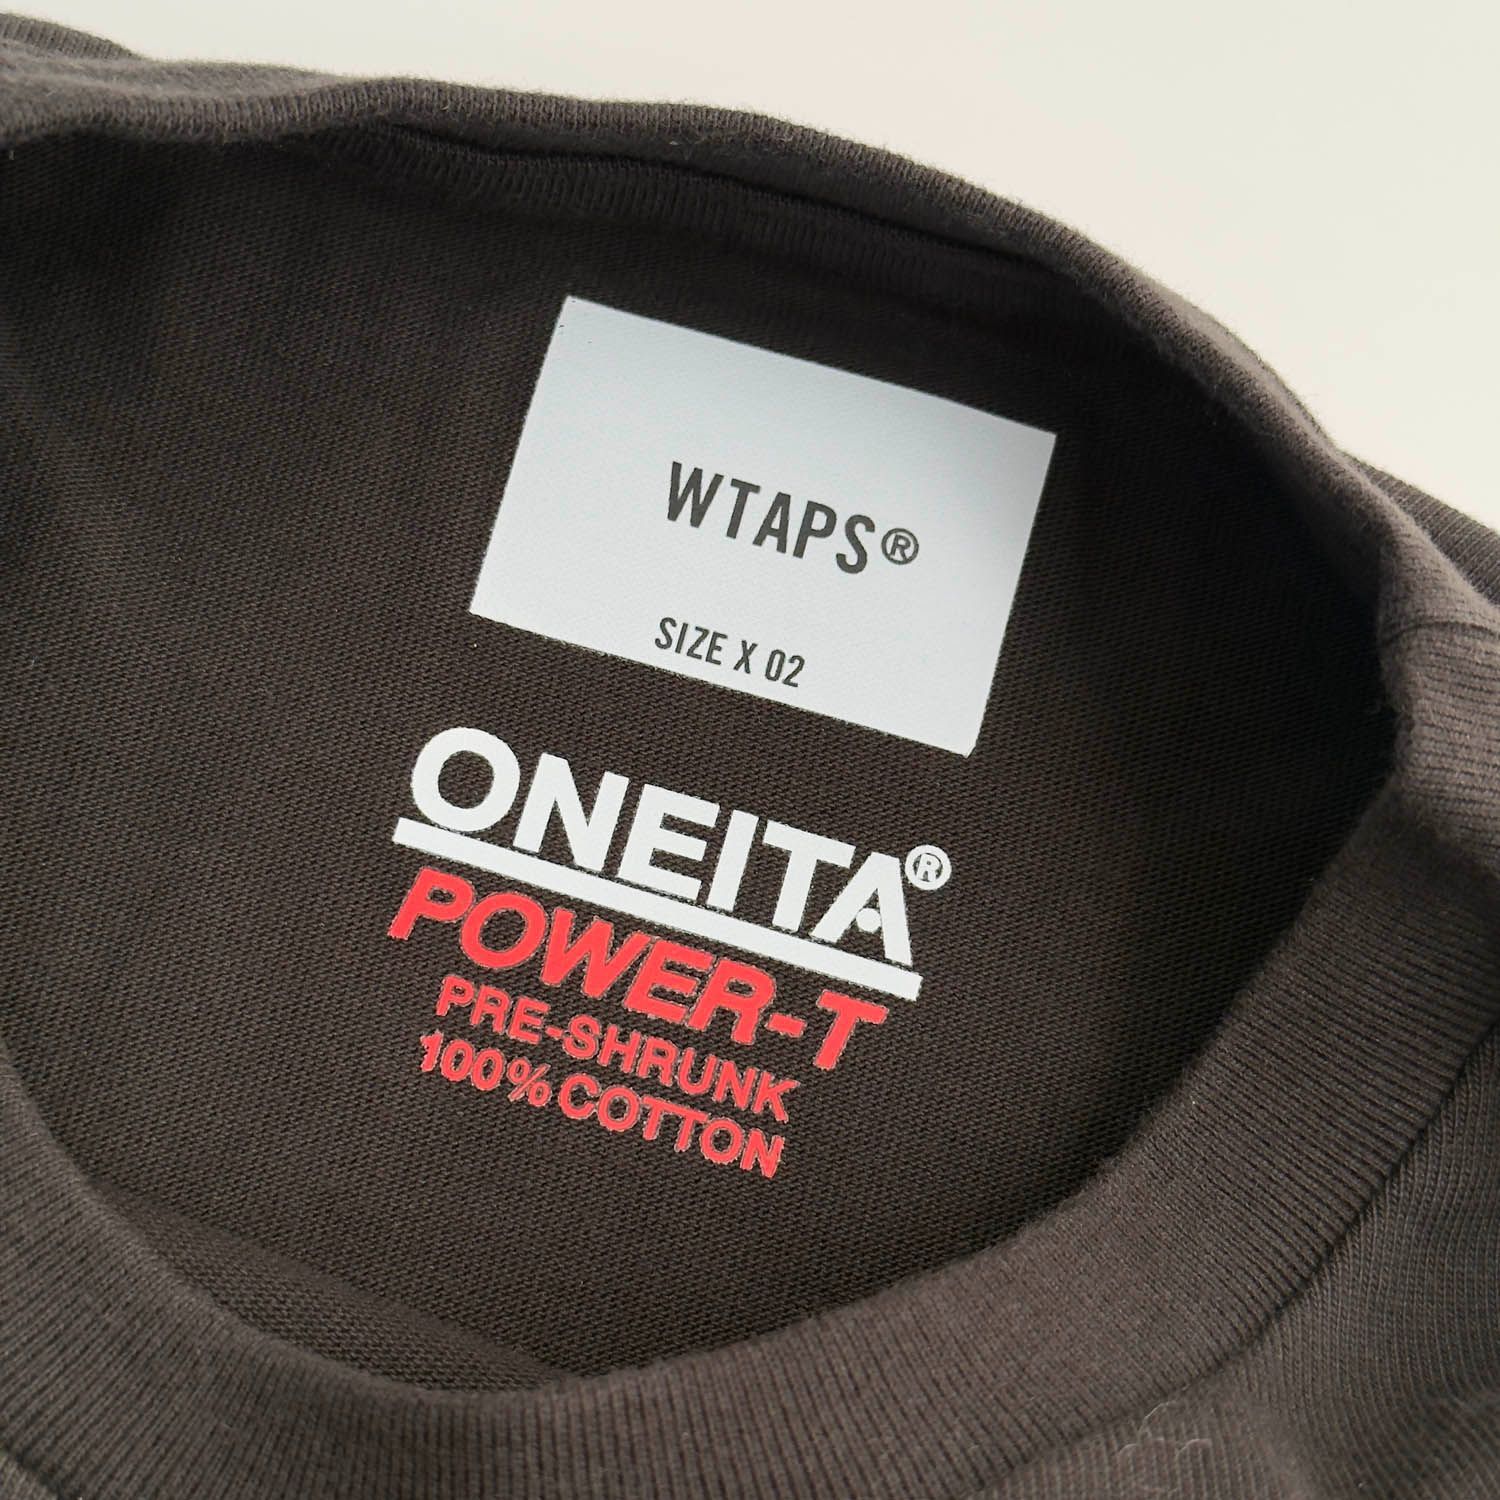 WTAPS®
SIZE X 02
ONEITA®
POWER-T
PRE-SHRUNK
100% COTTON